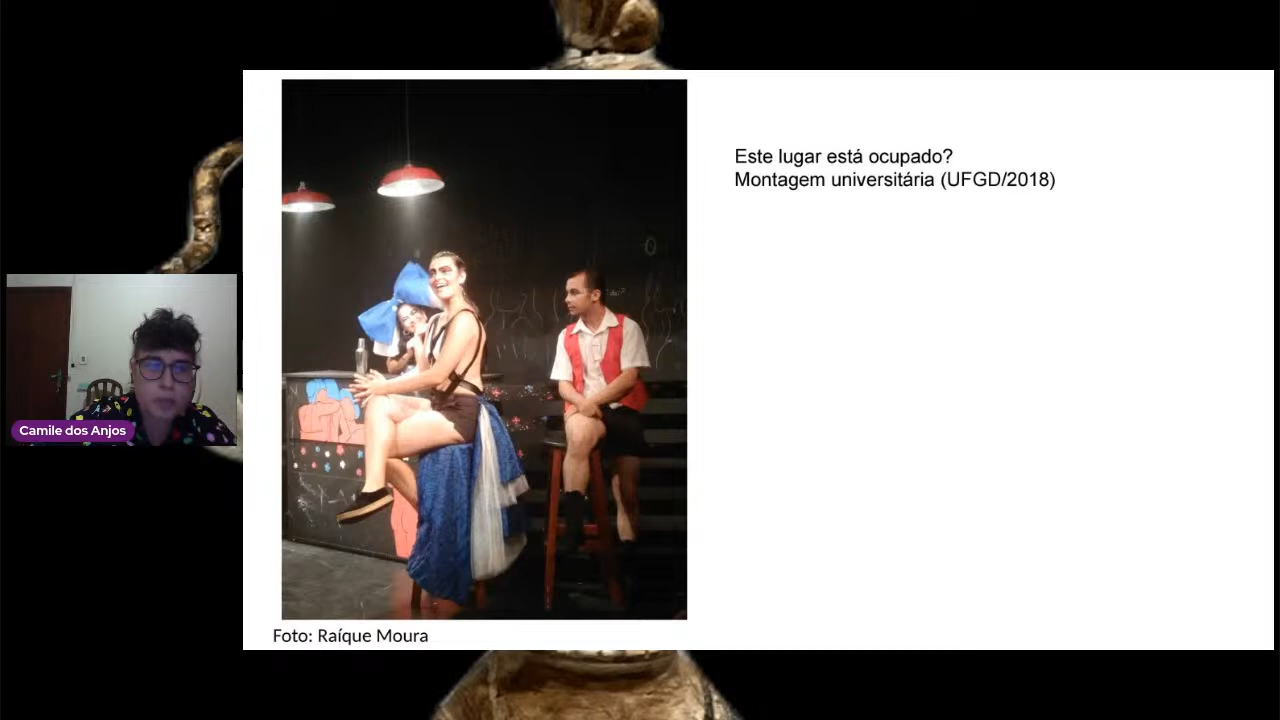 Este lugar está ocupado?
Montagem universitária (UFGD/2018)
Camile dos Anjos
Foto: Raíque Moura